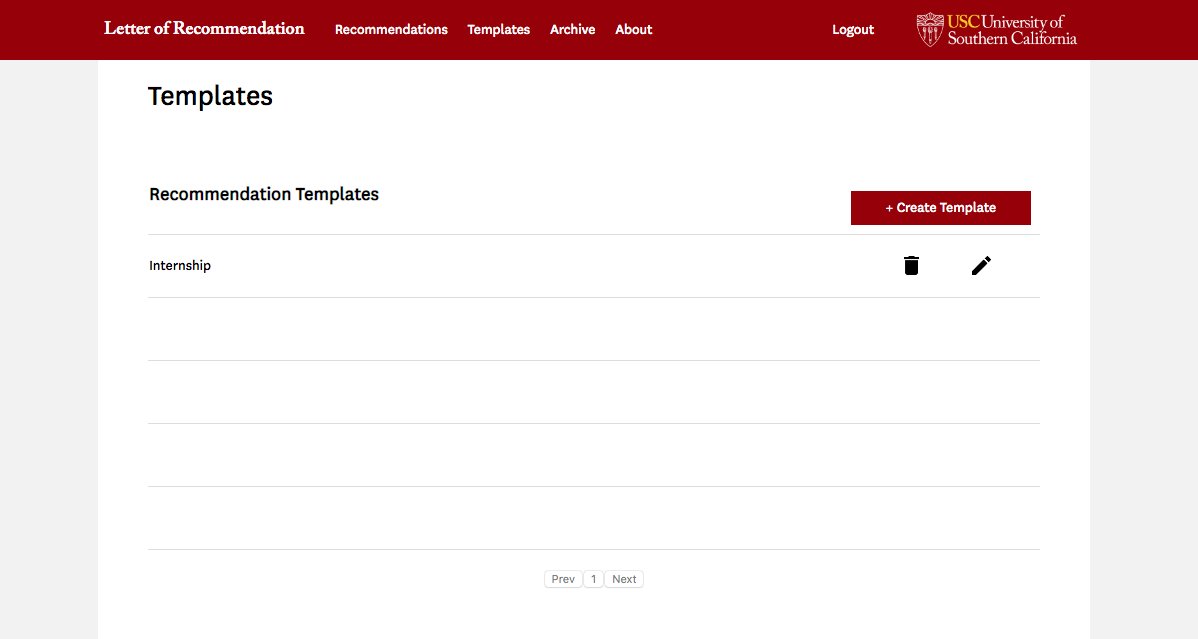 Letter of Recommendation Recommendations Templates Archive About Logout
USC University of
Southern California
Templates
Recommendation Templates
+ Create Template
Internship
Prev 1 Next